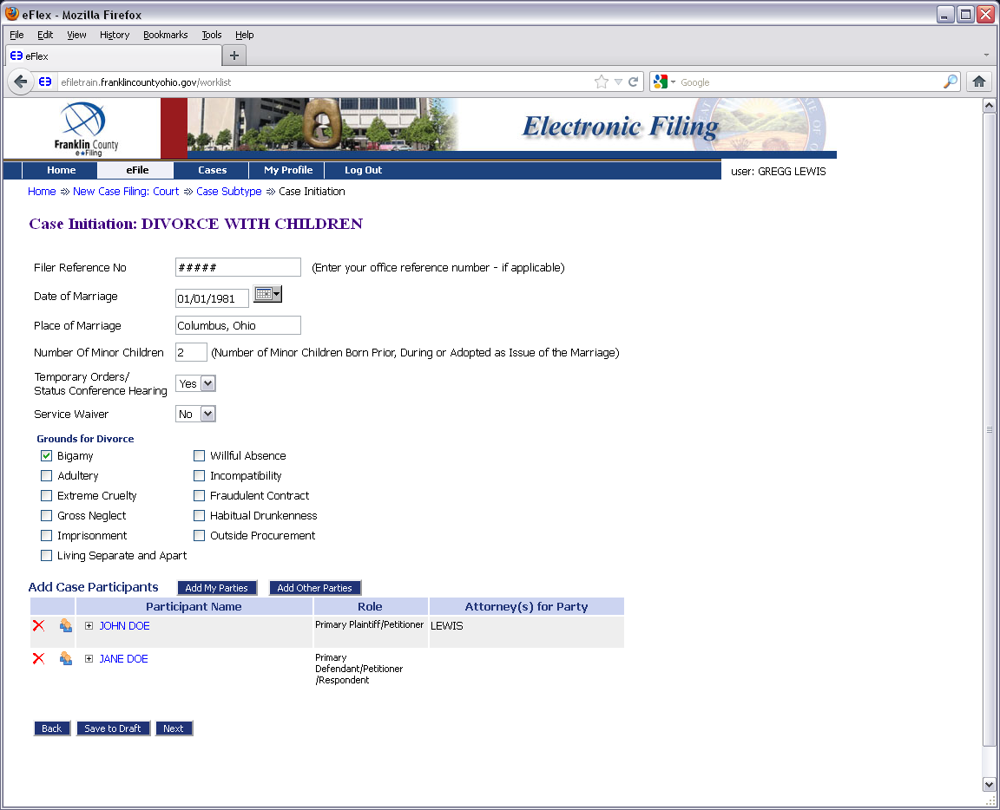 eFlex - Mozilla Firefox
File Edit View History Bookmarks Tools Help
eFlex
efiletrain.franklincountyohio.gov/worklist
Google
Franklin County
e★Filing
Electronic Filing
Home eFile Cases My Profile Log Out
user: GREGG LEWIS
Home ⇒ New Case Filing: Court ⇒ Case Subtype ⇒ Case Initiation
Case Initiation: DIVORCE WITH CHILDREN
Filer Reference No ##### (Enter your office reference number - if applicable)
Date of Marriage 01/01/1981
Place of Marriage Columbus, Ohio
Number Of Minor Children 2 (Number of Minor Children Born Prior, During or Adopted as Issue of the Marriage)
Temporary Orders/
Status Conference Hearing Yes
Service Waiver No
Grounds for Divorce
Bigamy Willful Absence
Adultery Incompatibility
Extreme Cruelty Fraudulent Contract
Gross Neglect Habitual Drunkenness
Imprisonment Outside Procurement
Living Separate and Apart
Add Case Participants Add My Parties Add Other Parties
Participant Name Role Attorney(s) for Party
JOHN DOE Primary Plaintiff/Petitioner LEWIS
JANE DOE Primary
Defendant/Petitioner
/Respondent
Back Save to Draft Next